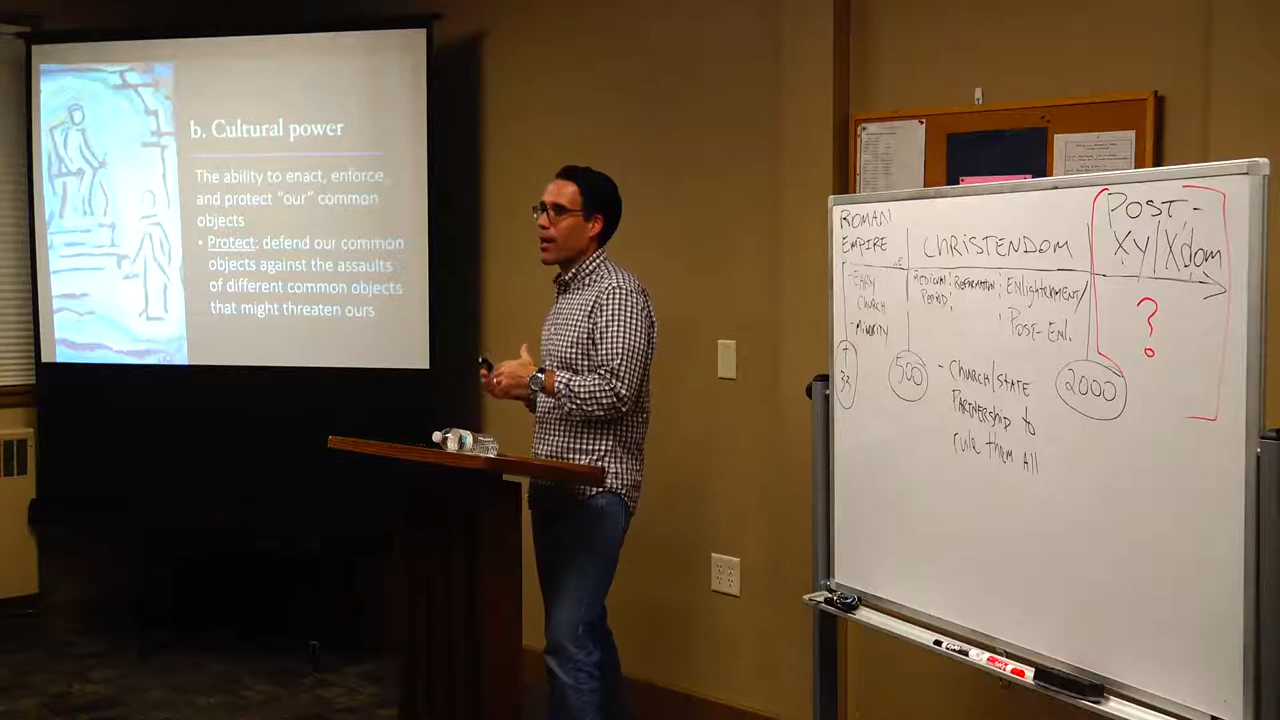 b. Cultural power
The ability to enact, enforce
and protect "our" common
objects
• Protect: defend our common
objects against the assaults
of different common objects
that might threaten ours
ROMAN
EMPIRE
CHRISTENDOM
POST-
Xy/Xdom
- EARLY
CHURCH
- MINORITY
MEDIEVAL
PERIOD
REFORMATION
ENLIGHTENMENT/
POST-ENL.
?
33
500
2000
- CHURCH/STATE
PARTNERSHIP to
rule them All